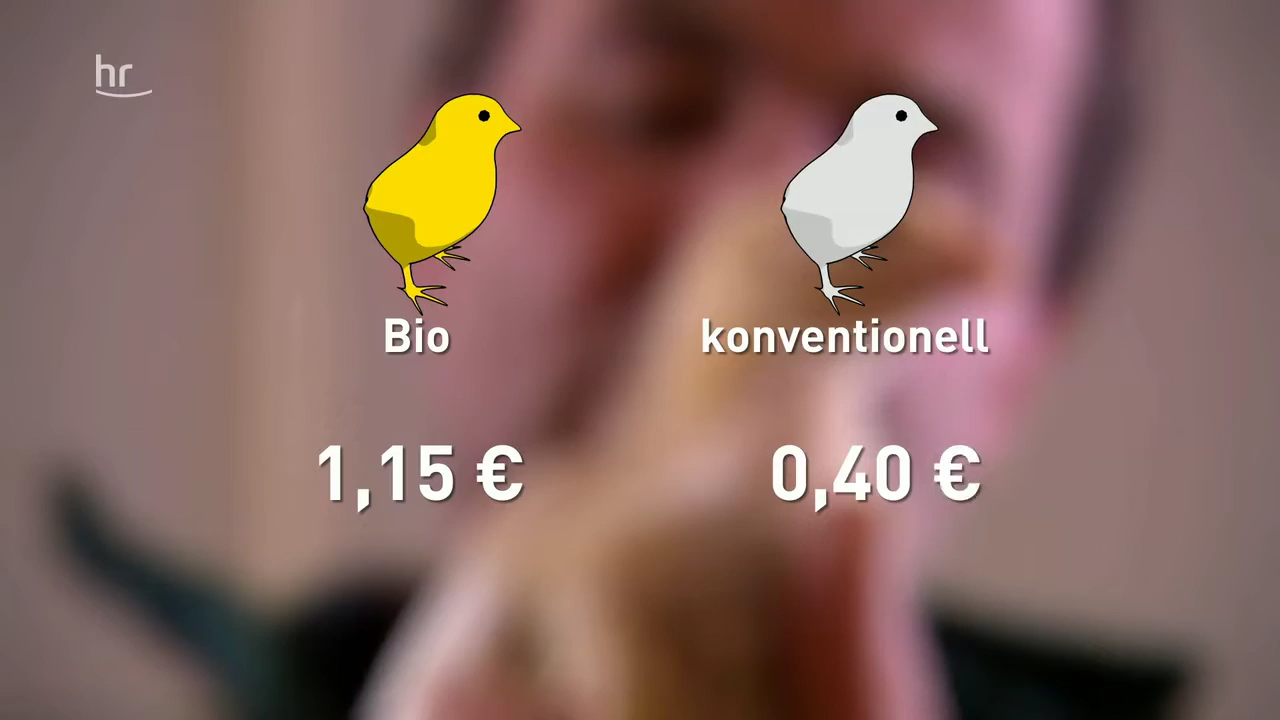 hr
Bio
konventionell
1,15 €
0,40 €